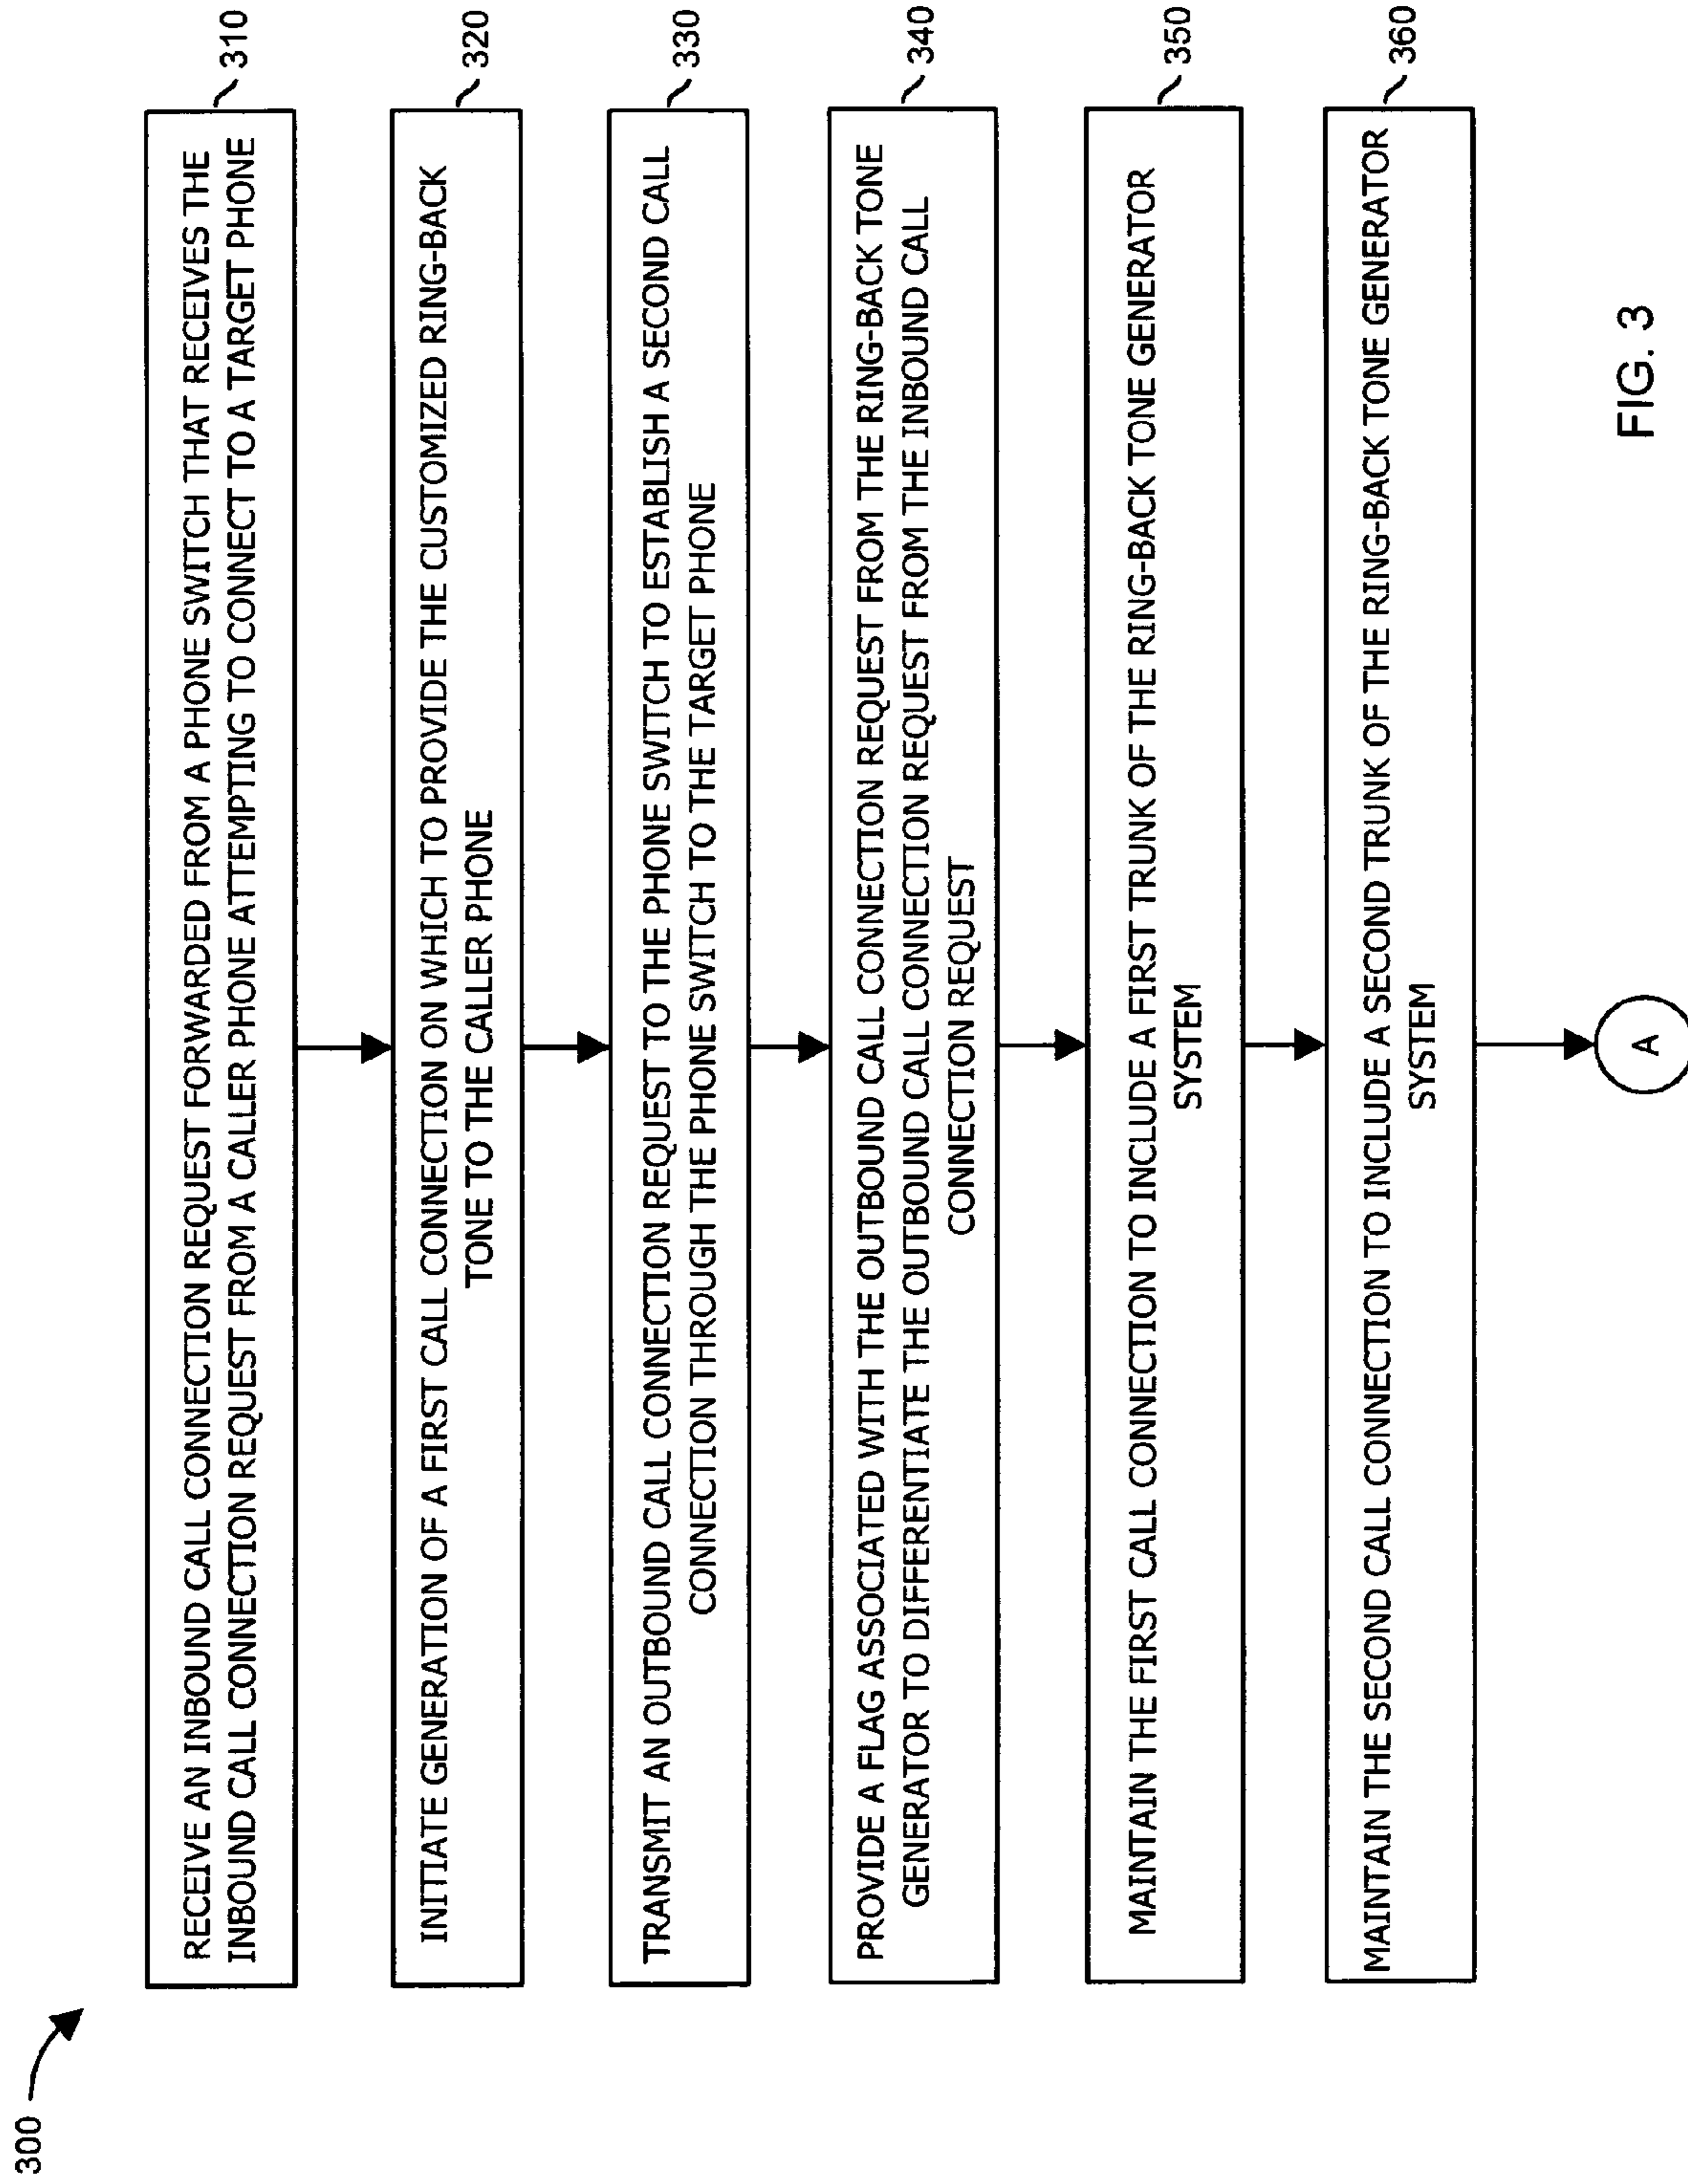 300
RECEIVE AN INBOUND CALL CONNECTION REQUEST FORWARDED FROM A PHONE SWITCH THAT RECEIVES THE
INBOUND CALL CONNECTION REQUEST FROM A CALLER PHONE ATTEMPTING TO CONNECT TO A TARGET PHONE
310
INITIATE GENERATION OF A FIRST CALL CONNECTION ON WHICH TO PROVIDE THE CUSTOMIZED RING-BACK
TONE TO THE CALLER PHONE
320
TRANSMIT AN OUTBOUND CALL CONNECTION REQUEST TO THE PHONE SWITCH TO ESTABLISH A SECOND CALL
CONNECTION THROUGH THE PHONE SWITCH TO THE TARGET PHONE
330
PROVIDE A FLAG ASSOCIATED WITH THE OUTBOUND CALL CONNECTION REQUEST FROM THE RING-BACK TONE
GENERATOR TO DIFFERENTIATE THE OUTBOUND CALL CONNECTION REQUEST FROM THE INBOUND CALL
CONNECTION REQUEST
340
MAINTAIN THE FIRST CALL CONNECTION TO INCLUDE A FIRST TRUNK OF THE RING-BACK TONE GENERATOR
SYSTEM
350
MAINTAIN THE SECOND CALL CONNECTION TO INCLUDE A SECOND TRUNK OF THE RING-BACK TONE GENERATOR
SYSTEM
360
A
FIG. 3